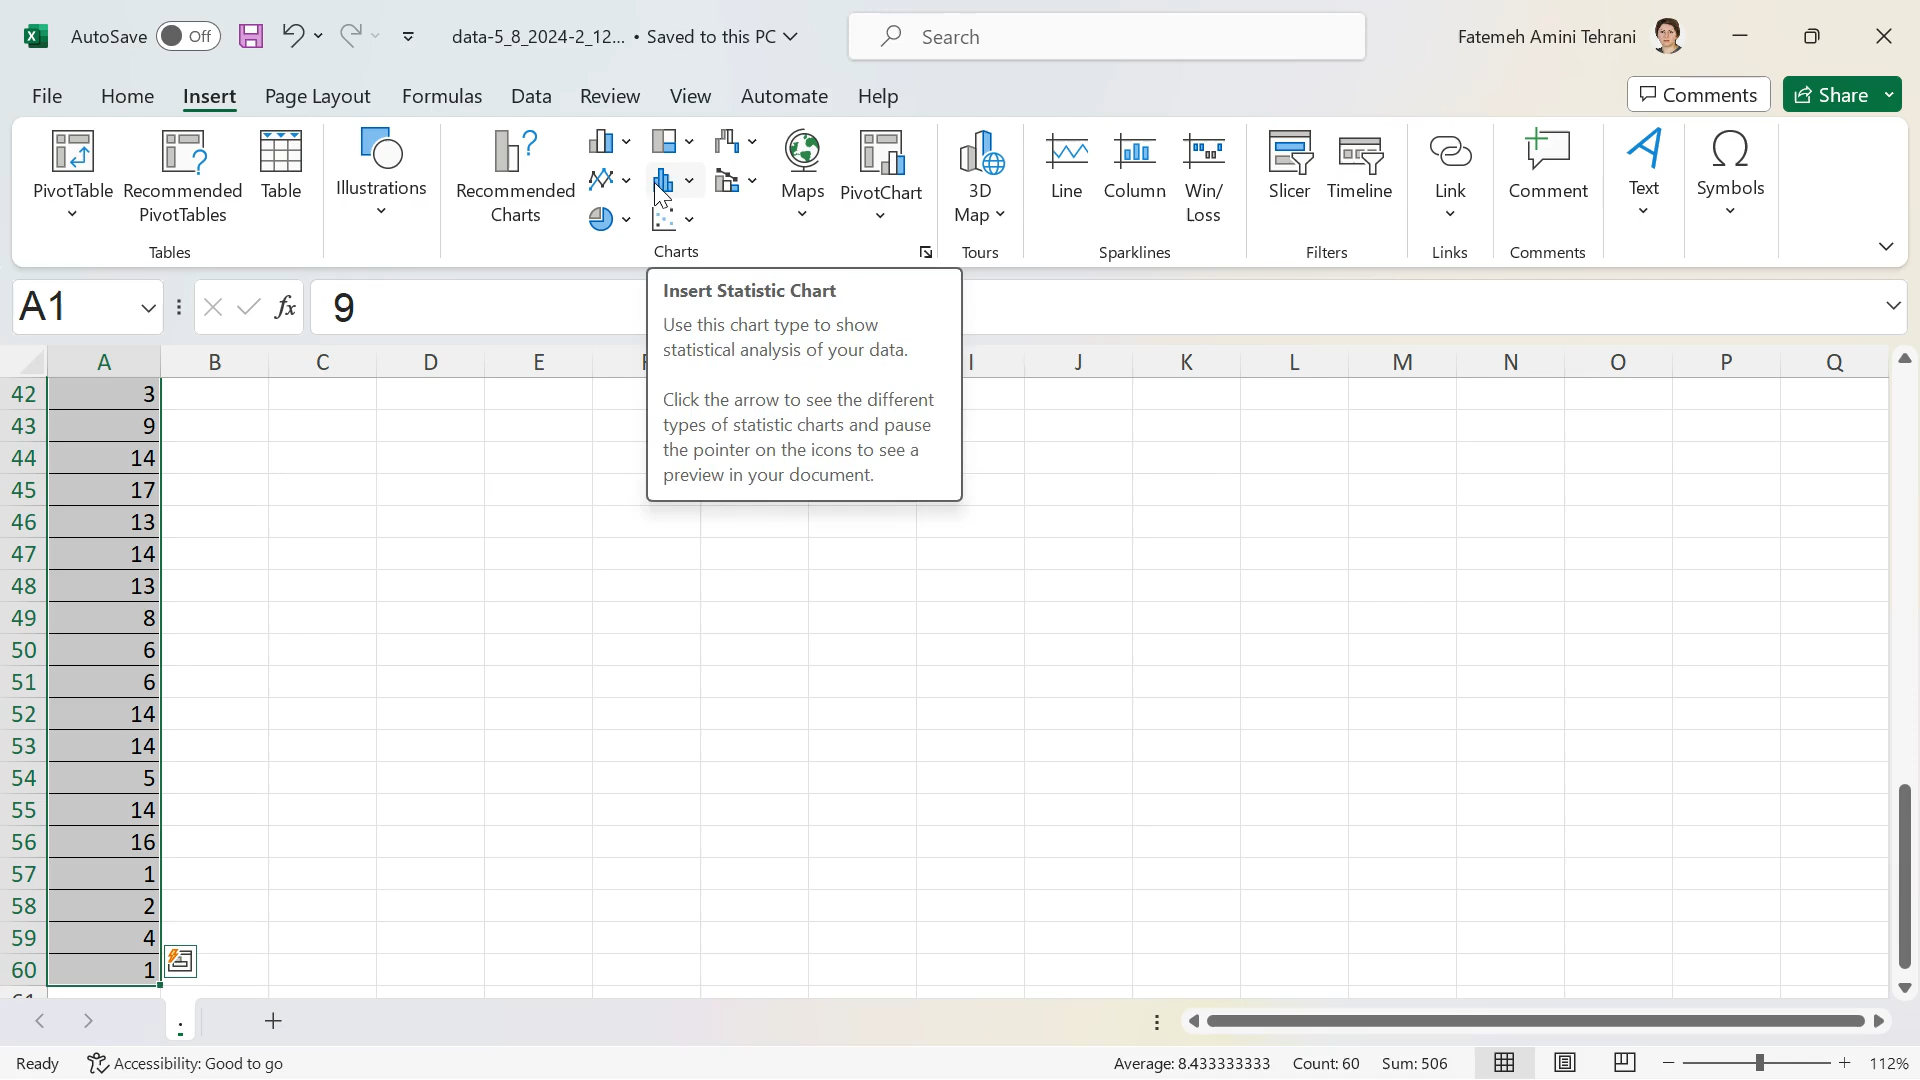 AutoSave Off data-5_8_2024-2_12... • Saved to this PC Search Fatemeh Amini Tehrani
File Home Insert Page Layout Formulas Data Review View Automate Help Comments Share
PivotTable
Recommended
PivotTables
Table
Tables
Illustrations
Recommended
Charts
Maps
PivotChart
Charts
3D
Map
Tours
Line
Column
Win/
Loss
Sparklines
Slicer
Timeline
Filters
Link
Links
Comment
Comments
Text
Symbols
A1 fx 9
Insert Statistic Chart
Use this chart type to show
statistical analysis of your data.
Click the arrow to see the different
types of statistic charts and pause
the pointer on the icons to see a
preview in your document.
A B C D E I J K L M N O P Q
42 3
43 9
44 14
45 17
46 13
47 14
48 13
49 8
50 6
51 6
52 14
53 14
54 5
55 14
56 16
57 1
58 2
59 4
60 1
.
Ready Accessibility: Good to go Average: 8.433333333 Count: 60 Sum: 506 112%